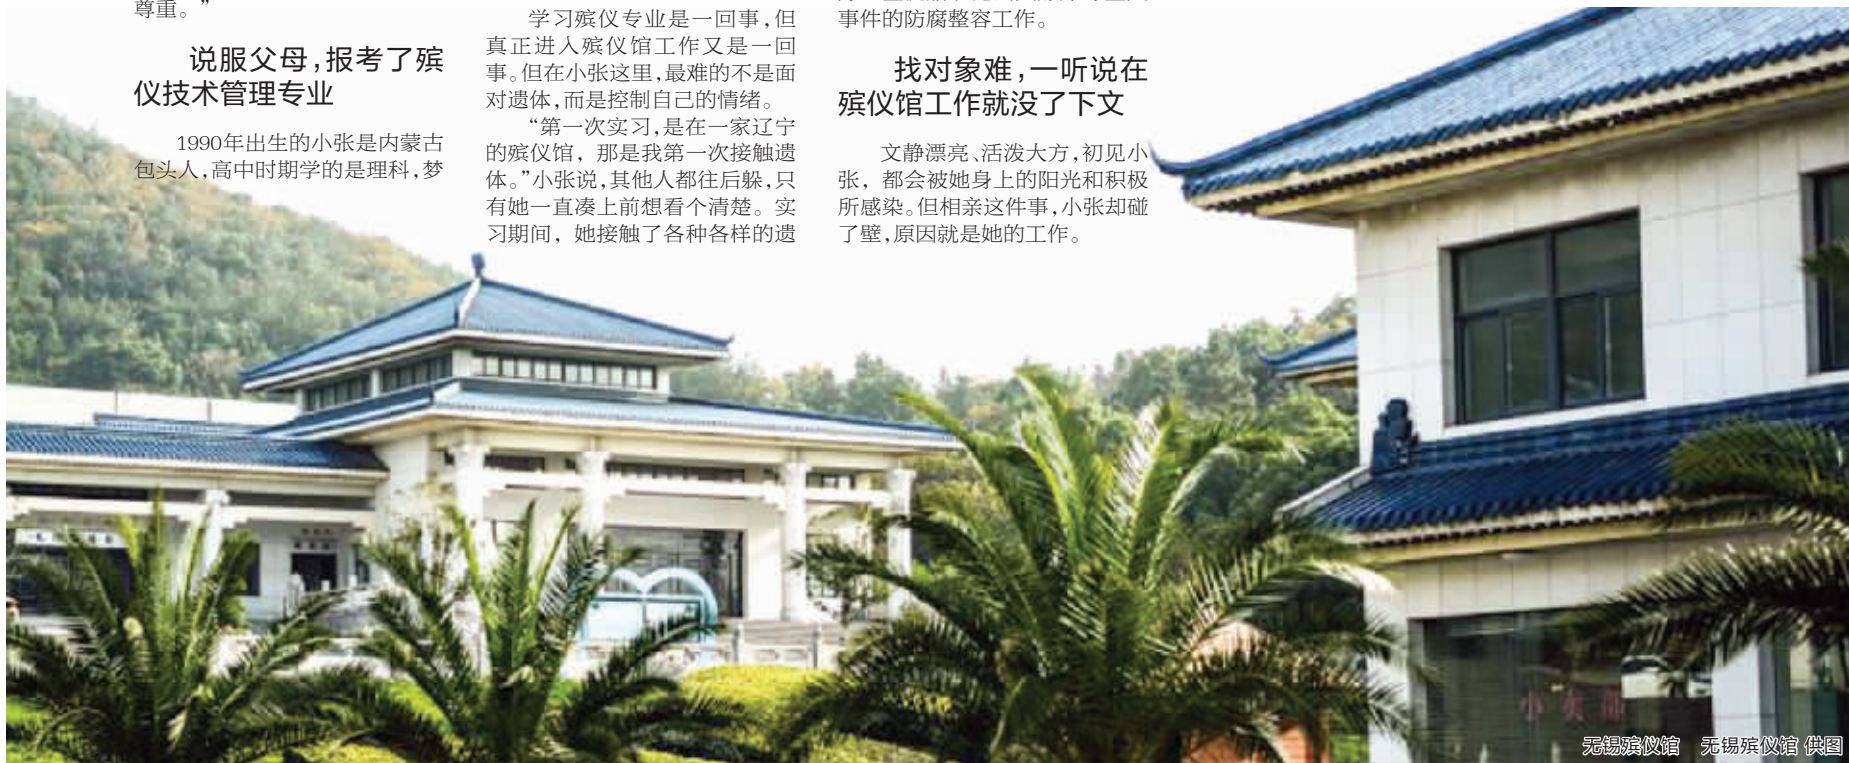 尊重。”
说服父母,报考了殡
仪技术管理专业
1990年出生的小张是内蒙古
包头人,高中时期学的是理科,梦
学习殡仪专业是一回事,但
真正进入殡仪馆工作又是一回
事。但在小张这里,最难的不是面
对遗体,而是控制自己的情绪。
“第一次实习,是在一家辽宁
的殡仪馆，那是我第一次接触遗
体。”小张说,其他人都往后躲,只
有她一直凑上前想看个清楚。实
习期间，她接触了各种各样的遗
事件的防腐整容工作。
找对象难,一听说在
殡仪馆工作就没了下文
文静漂亮、活泼大方,初见小
张，都会被她身上的阳光和积极
所感染。但相亲这件事,小张却碰
了壁,原因就是她的工作。
小卖部
无锡殡仪馆 无锡殡仪馆 供图